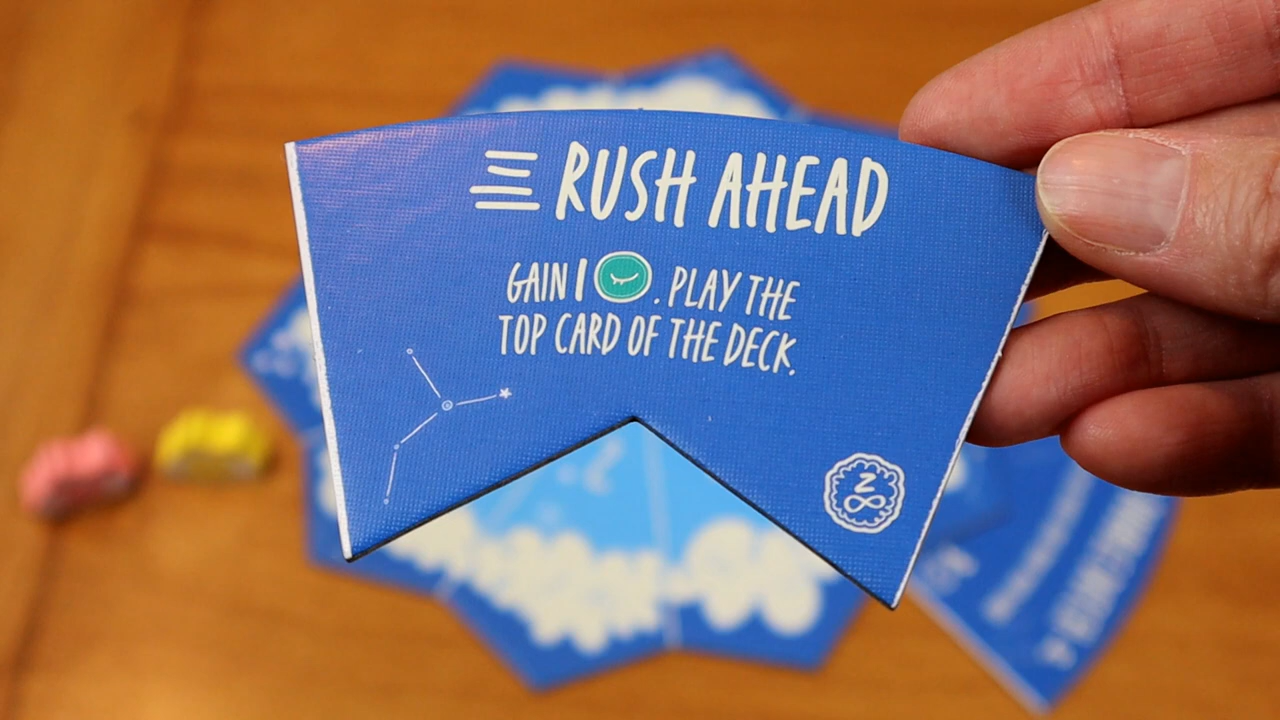 RUSH AHEAD
GAIN 1 . PLAY THE
TOP CARD OF THE DECK.
Z
∞